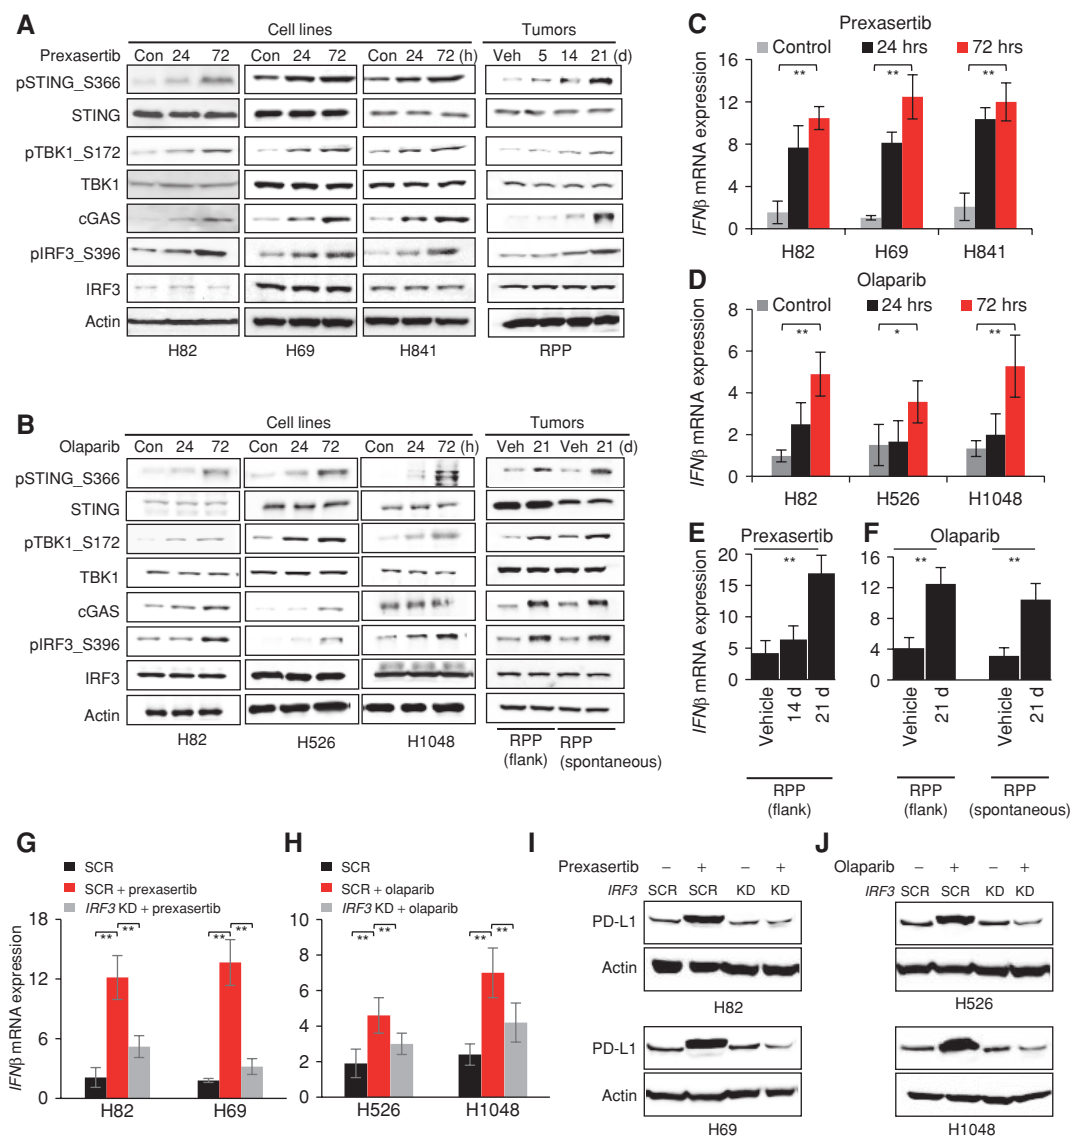 A
Cell lines
Tumors
Prexasertib Con 24 72 Con 24 72 (h) Con 24 72 (h) Veh 5 14 21 (d)
pSTING_S366
STING
pTBK1_S172
TBK1
cGAS
pIRF3_S396
IRF3
Actin
H82 H69 H841 RPP
B
Cell lines
Tumors
Olaparib Con 24 72 Con 24 72 Con 24 72 (h) Veh 21 Veh 21 (d)
pSTING_S366
STING
pTBK1_S172
TBK1
cGAS
pIRF3_S396
IRF3
Actin
H82 H526 H1048
RPP (flank)
RPP (spontaneous)
C
Prexasertib
Control 24 hrs 72 hrs
IFNβ mRNA expression
16
12
8
4
0
** ** **
H82 H69 H841
D
Olaparib
Control 24 hrs 72 hrs
IFNβ mRNA expression
8
6
4
2
0
** * **
H82 H526 H1048
E
Prexasertib
IFNβ mRNA expression
20
15
10
5
0
**
Vehicle 14 d 21 d
RPP
(flank)
F
Olaparib
16
12
8
4
0
** **
Vehicle 21 d Vehicle 21 d
RPP
(flank)
RPP
(spontaneous)
G
SCR
SCR + prexasertib
IRF3 KD + prexasertib
IFNβ mRNA expression
18
12
6
0
** ** ** **
H82 H69
H
SCR
SCR + olaparib
IRF3 KD + olaparib
10
8
6
4
2
0
** ** ** **
H526 H1048
I
Prexasertib – + – +
IRF3 SCR SCR KD KD
PD-L1
Actin
H82
PD-L1
Actin
H69
J
Olaparib – + – +
IRF3 SCR SCR KD KD
H526
H1048